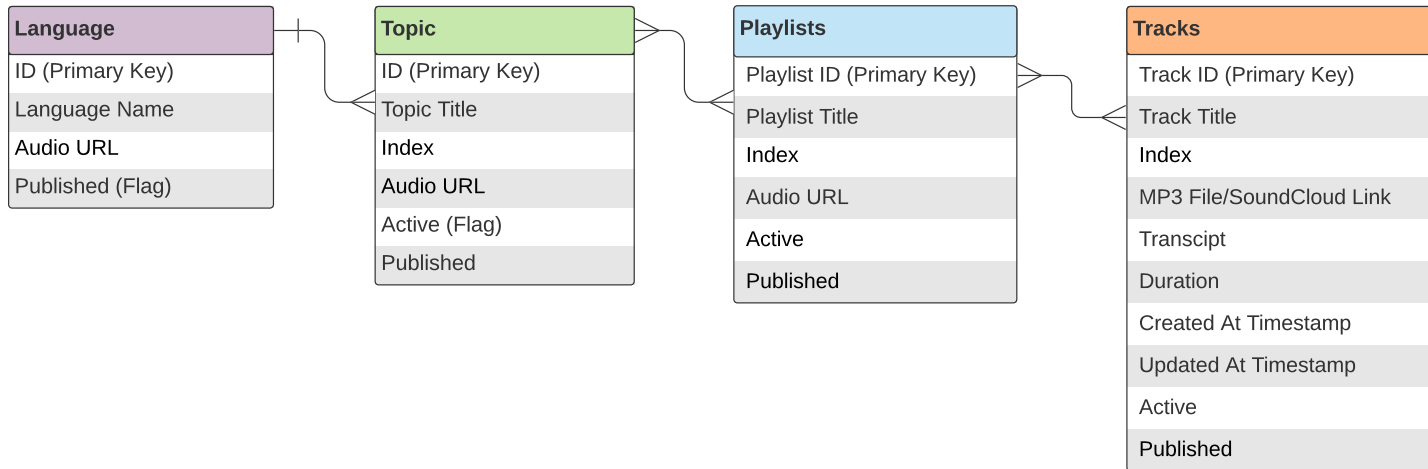 Language
ID (Primary Key)
Language Name
Audio URL
Published (Flag)
Topic
ID (Primary Key)
Topic Title
Index
Audio URL
Active (Flag)
Published
Playlists
Playlist ID (Primary Key)
Playlist Title
Index
Audio URL
Active
Published
Tracks
Track ID (Primary Key)
Track Title
Index
MP3 File/SoundCloud Link
Transcipt
Duration
Created At Timestamp
Updated At Timestamp
Active
Published